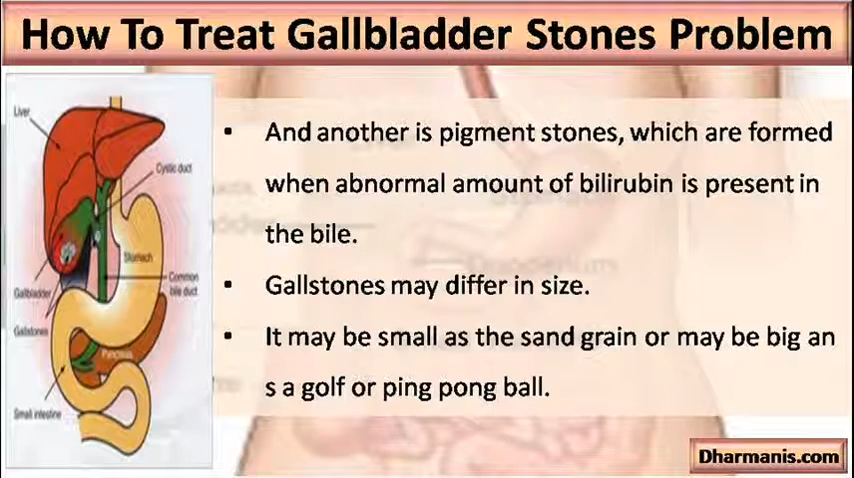 How To Treat Gallbladder Stones Problem
Liver
Cystic duct
Stomach
Common
bile duct
Gallbladder
Gallstones
Pancreas
Small intestine
▪ And another is pigment stones, which are formed
when abnormal amount of bilirubin is present in
the bile.
▪ Gallstones may differ in size.
▪ It may be small as the sand grain or may be big an
s a golf or ping pong ball.
Dharmanis.com